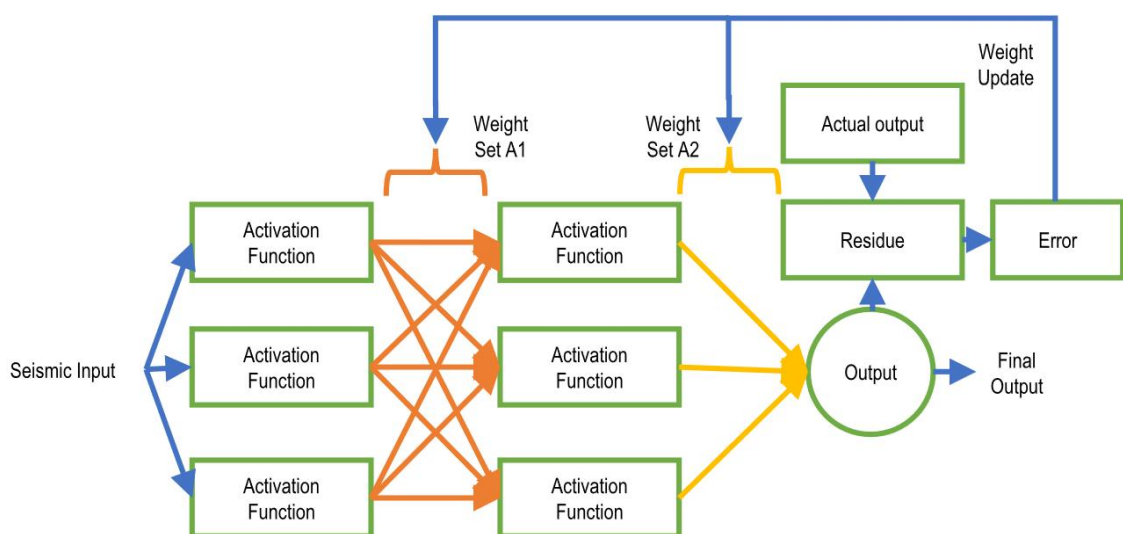 Weight
Update
Weight
Set A1
Weight
Set A2
Actual output
Activation
Function
Activation
Function
Residue
Error
Seismic Input
Activation
Function
Activation
Function
Output
Final
Output
Activation
Function
Activation
Function